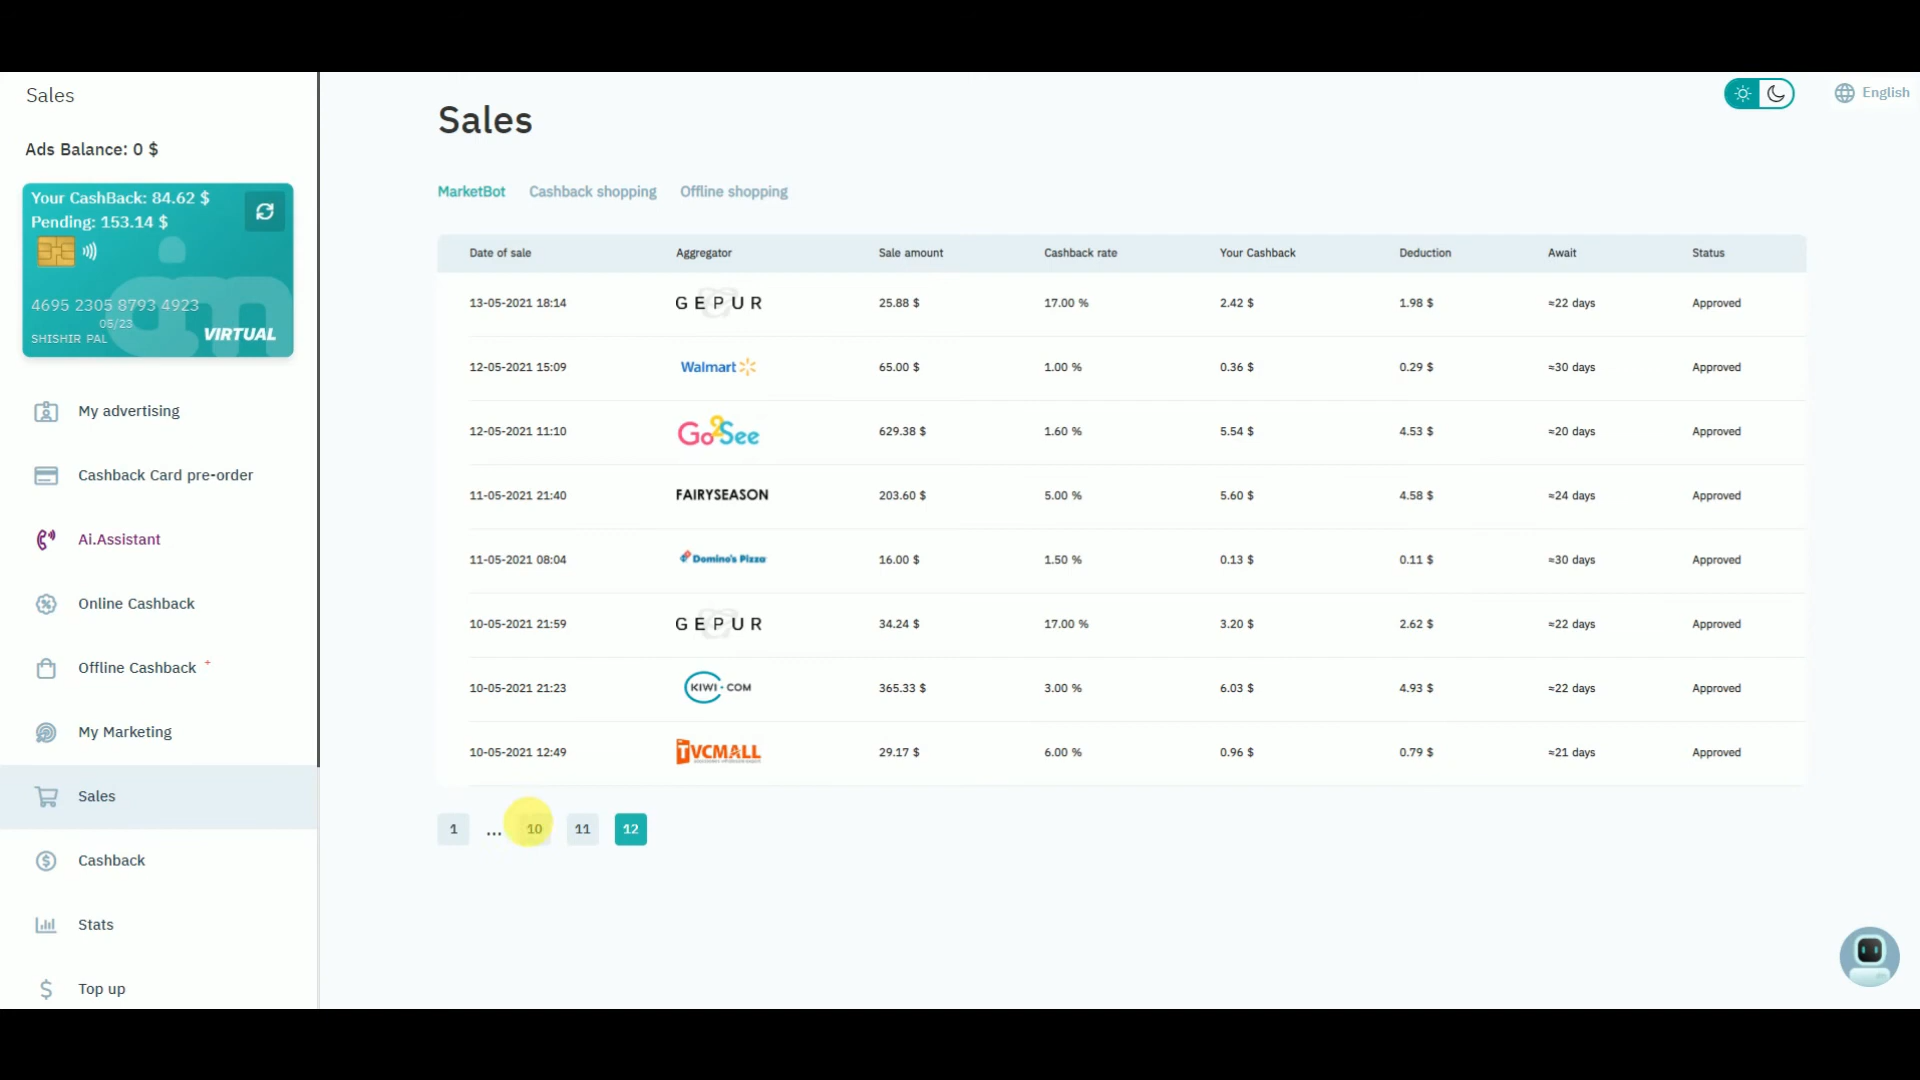 Sales
Ads Balance: 0 $
Your CashBack: 84.62 $
Pending: 153.14 $
4695 2305 8793 4923
05/23
SHISHIR PAL
VIRTUAL
My advertising
Cashback Card pre-order
Ai.Assistant
Online Cashback
Offline Cashback +
My Marketing
Sales
Cashback
Stats
Top up
English
Sales
MarketBot Cashback shopping Offline shopping
Date of sale Aggregator Sale amount Cashback rate Your Cashback Deduction Await Status
13-05-2021 18:14 GEPUR 25.88 $ 17.00 % 2.42 $ 1.98 $ ≈22 days Approved
12-05-2021 15:09 Walmart 65.00 $ 1.00 % 0.36 $ 0.29 $ ≈30 days Approved
12-05-2021 11:10 Go2See 629.38 $ 1.60 % 5.54 $ 4.53 $ ≈20 days Approved
11-05-2021 21:40 FAIRYSEASON 203.60 $ 5.00 % 5.60 $ 4.58 $ ≈24 days Approved
11-05-2021 08:04 Domino's Pizza 16.00 $ 1.50 % 0.13 $ 0.11 $ ≈30 days Approved
10-05-2021 21:59 GEPUR 34.24 $ 17.00 % 3.20 $ 2.62 $ ≈22 days Approved
10-05-2021 21:23 KIWI.COM 365.33 $ 3.00 % 6.03 $ 4.93 $ ≈22 days Approved
10-05-2021 12:49 TVCMALL 29.17 $ 6.00 % 0.96 $ 0.79 $ ≈21 days Approved
1 ... 10 11 12